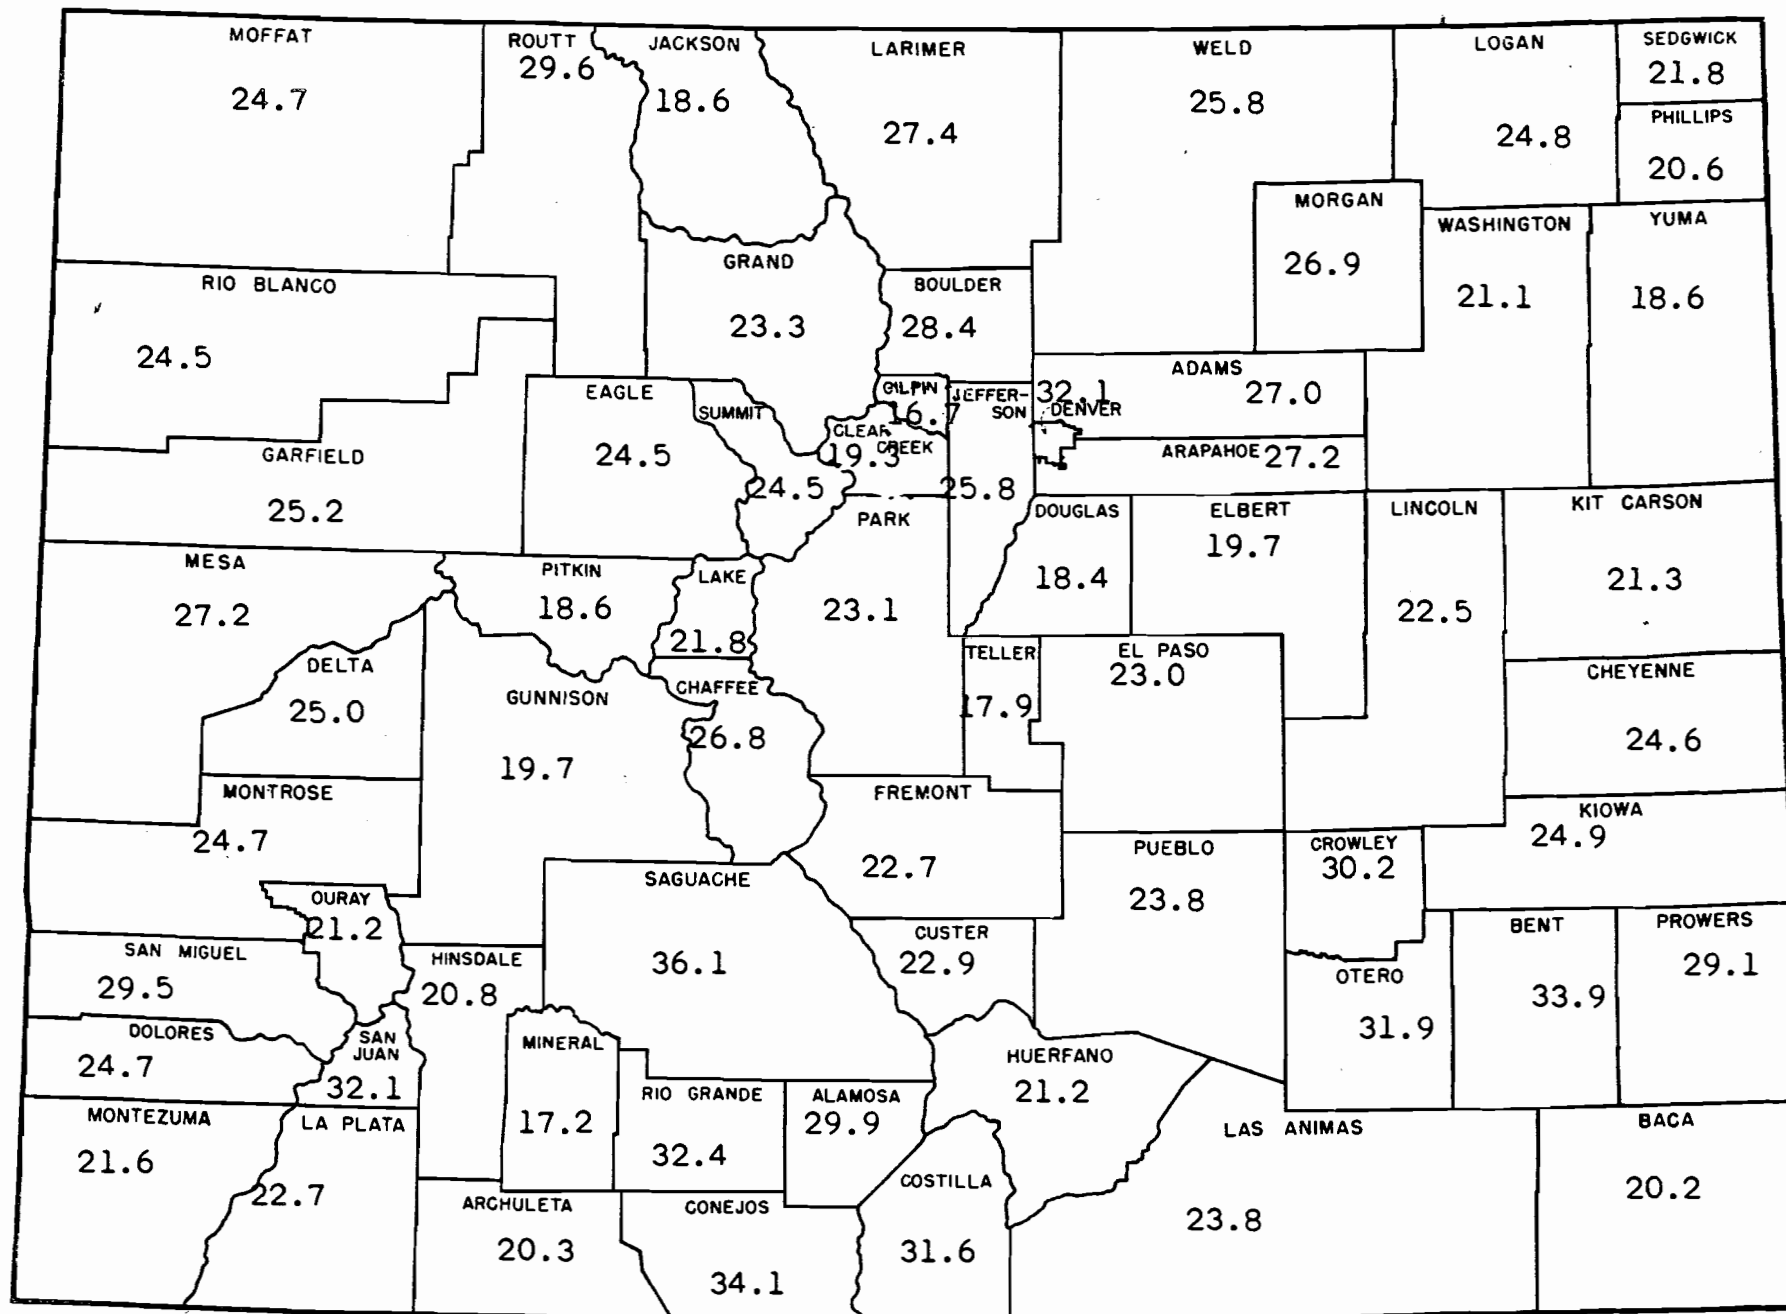 MOFFAT
24.7
ROUTT
29.6
JACKSON
18.6
LARIMER
27.4
WELD
25.8
LOGAN
24.8
SEDGWICK
21.8
PHILLIPS
20.6
MORGAN
26.9
WASHINGTON
21.1
YUMA
18.6
RIO BLANCO
24.5
GRAND
23.3
BOULDER
28.4
GILPIN
16.7
JEFFER-
SON
25.8
32.1
DENVER
ADAMS
27.0
ARAPAHOE 27.2
EAGLE
24.5
SUMMIT
24.5
CLEAR
CREEK
19.3
GARFIELD
25.2
PARK
23.1
DOUGLAS
18.4
ELBERT
19.7
LINCOLN
22.5
KIT CARSON
21.3
MESA
27.2
PITKIN
18.6
LAKE
21.8
TELLER
17.9
EL PASO
23.0
CHEYENNE
24.6
DELTA
25.0
GUNNISON
19.7
CHAFFEE
26.8
FREMONT
22.7
MONTROSE
24.7
KIOWA
24.9
CROWLEY
30.2
PUEBLO
23.8
SAGUACHE
36.1
OURAY
21.2
CUSTER
22.9
BENT
33.9
PROWERS
29.1
SAN MIGUEL
29.5
HINSDALE
20.8
OTERO
31.9
DOLORES
24.7
SAN
JUAN
32.1
MINERAL
17.2
RIO GRANDE
32.4
ALAMOSA
29.9
HUERFANO
21.2
MONTEZUMA
21.6
LA PLATA
22.7
LAS ANIMAS
23.8
BACA
20.2
ARCHULETA
20.3
CONEJOS
34.1
COSTILLA
31.6